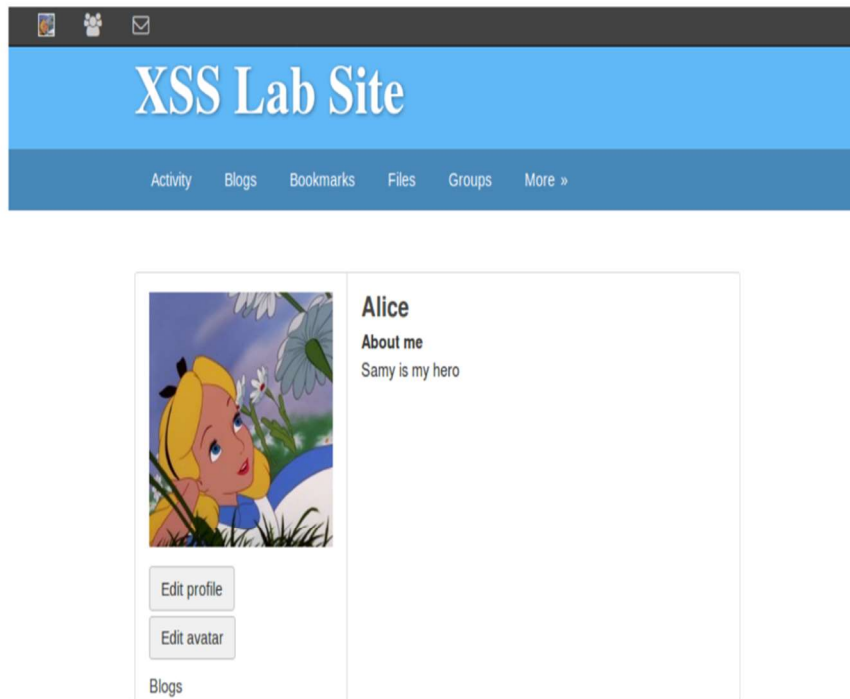 XSS Lab Site
Activity Blogs Bookmarks Files Groups More »
Alice
About me
Samy is my hero
Edit profile
Edit avatar
Blogs